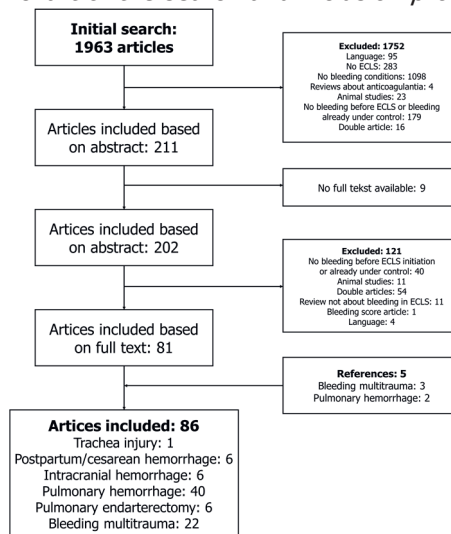 Initial search:
1963 articles
Excluded: 1752
Language: 95
No ECLS: 283
No bleeding conditions: 1098
Reviews about anticoagulantia: 4
Animal studies: 23
No bleeding before ECLS or bleeding
already under control: 179
Double article: 16
Articles included based
on abstract: 211
No full tekst available: 9
Artices included based
on abstract: 202
Excluded: 121
No bleeding before ECLS initiation
or already under control: 40
Animal studies: 11
Double articles: 54
Review not about bleeding in ECLS: 11
Bleeding score article: 1
Language: 4
Artices included based
on full text: 81
References: 5
Bleeding multitrauma: 3
Pulmonary hemorrhage: 2
Artices included: 86
Trachea injury: 1
Postpartum/cesarean hemorrhage: 6
Intracranial hemorrhage: 6
Pulmonary hemorrhage: 40
Pulmonary endarterectomy: 6
Bleeding multitrauma: 22